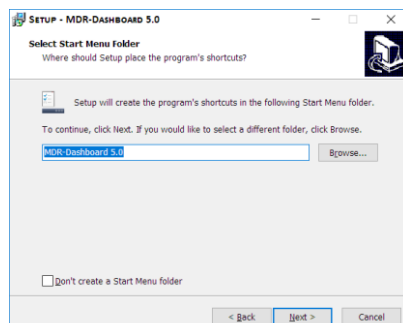 SETUP - MDR-DASHBOARD 5.0
Select Start Menu Folder
Where should Setup place the program's shortcuts?
Setup will create the program's shortcuts in the following Start Menu folder.
To continue, click Next. If you would like to select a different folder, click Browse.
MDR-Dashboard 5.0
Browse...
Don't create a Start Menu folder
< Back
Next >
Cancel